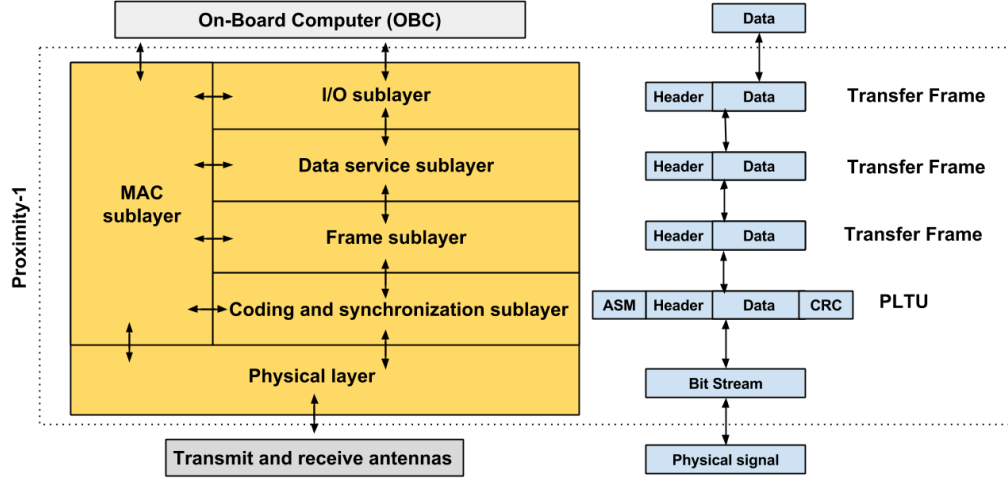 On-Board Computer (OBC)
Data
I/O sublayer
Header Data Transfer Frame
Data service sublayer
Header Data Transfer Frame
MAC
sublayer
Proximity-1
Frame sublayer
Header Data Transfer Frame
Coding and synchronization sublayer
ASM Header Data CRC PLTU
Physical layer
Bit Stream
Transmit and receive antennas
Physical signal